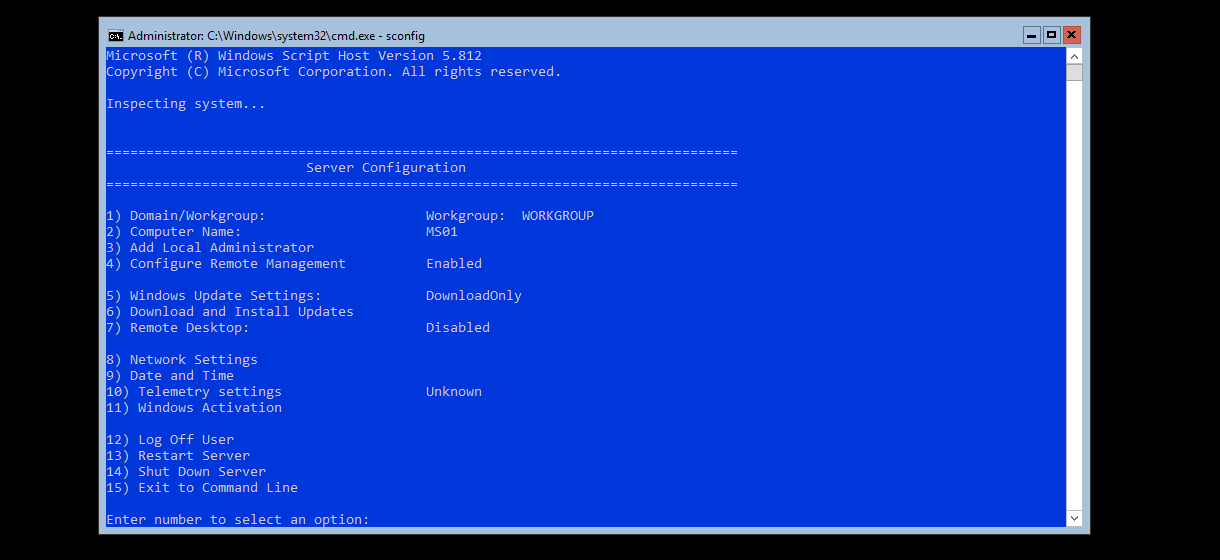 Administrator: C:\Windows\system32\cmd.exe - sconfig
Microsoft (R) Windows Script Host Version 5.812
Copyright (C) Microsoft Corporation. All rights reserved.
Inspecting system...
===============================================================================
Server Configuration
===============================================================================
1) Domain/Workgroup: Workgroup: WORKGROUP
2) Computer Name: MS01
3) Add Local Administrator
4) Configure Remote Management Enabled
5) Windows Update Settings: DownloadOnly
6) Download and Install Updates
7) Remote Desktop: Disabled
8) Network Settings
9) Date and Time
10) Telemetry settings Unknown
11) Windows Activation
12) Log Off User
13) Restart Server
14) Shut Down Server
15) Exit to Command Line
Enter number to select an option: